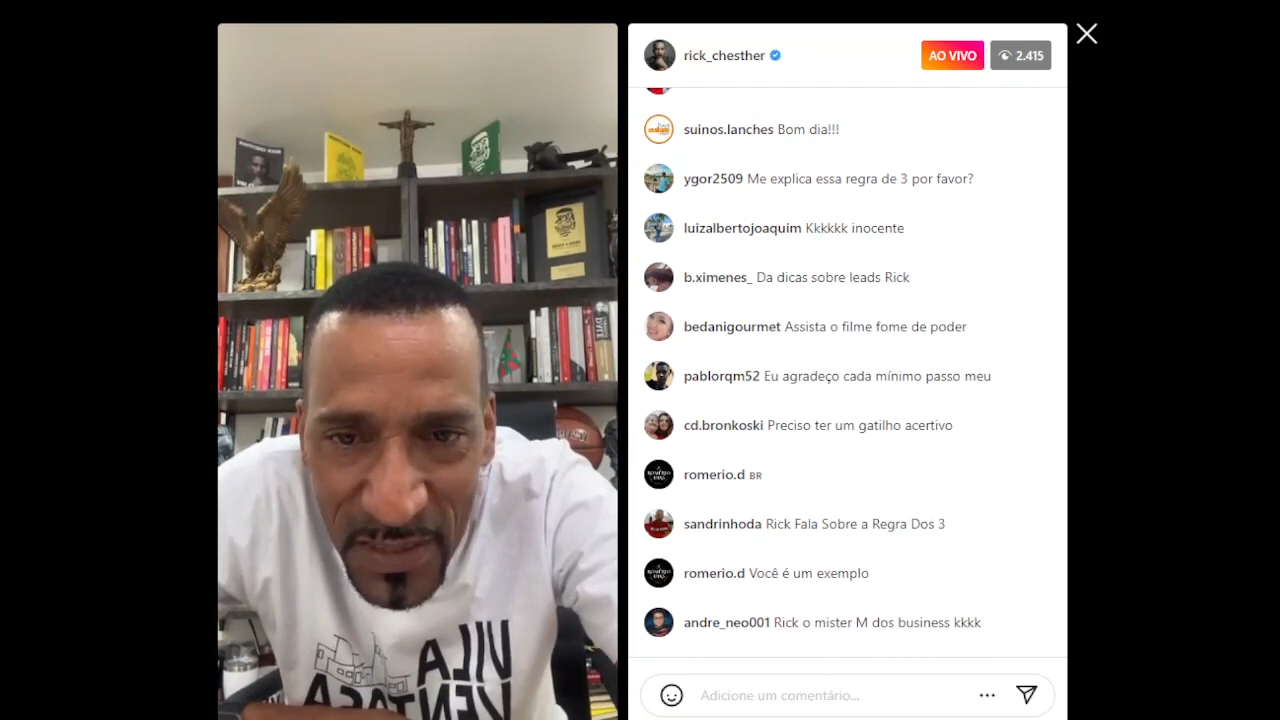 rick_chesther
AO VIVO
2.415
suinos.lanches Bom dia!!!
ygor2509 Me explica essa regra de 3 por favor?
luizalbertojoaquim Kkkkkk inocente
b.ximenes_ Da dicas sobre leads Rick
bedanigourmet Assista o filme fome de poder
pablorqm52 Eu agradeço cada mínimo passo meu
cd.bronkoski Preciso ter um gatilho acertivo
romerio.d BR
sandrinhoda Rick Fala Sobre a Regra Dos 3
romerio.d Você é um exemplo
andre_neo001 Rick o mister M dos business kkkk
Adicione um comentário...
VILA
VENTOSA